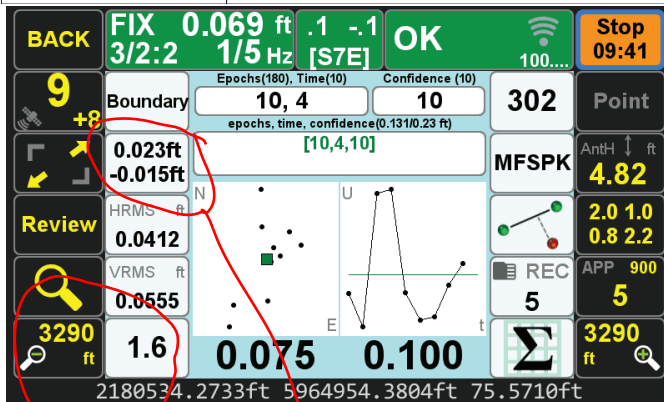 BACK
FIX 0.069 ft
3/2:2 1/5 Hz
.1 -.1
[S7E]
OK
100....
Stop
09:41
9
+8
Boundary
Epochs(180), Time(10)
10, 4
Confidence (10)
10
302
Point
epochs, time, confidence(0.131/0.23 ft)
[10,4,10]
0.023ft
-0.015ft
MFSPK
AntH ft
4.82
Review
HRMS ft
0.0412
N
E
U
t
2.0 1.0
0.8 2.2
VRMS ft
0.0555
REC
5
APP 900
5
3290
ft
1.6
0.075
0.100
Σ
3290
ft
2180534.2733ft 5964954.3804ft 75.5710ft